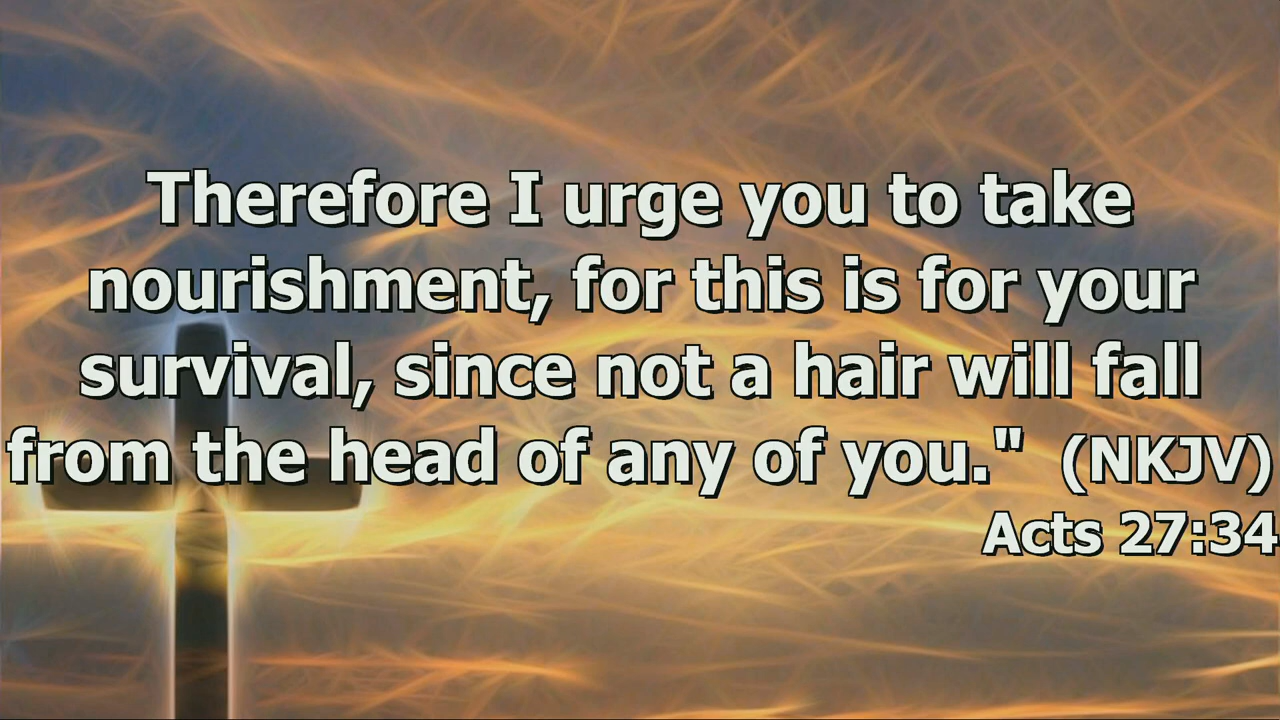 Therefore I urge you to take
nourishment, for this is for your
survival, since not a hair will fall
from the head of any of you." (NKJV)
Acts 27:34